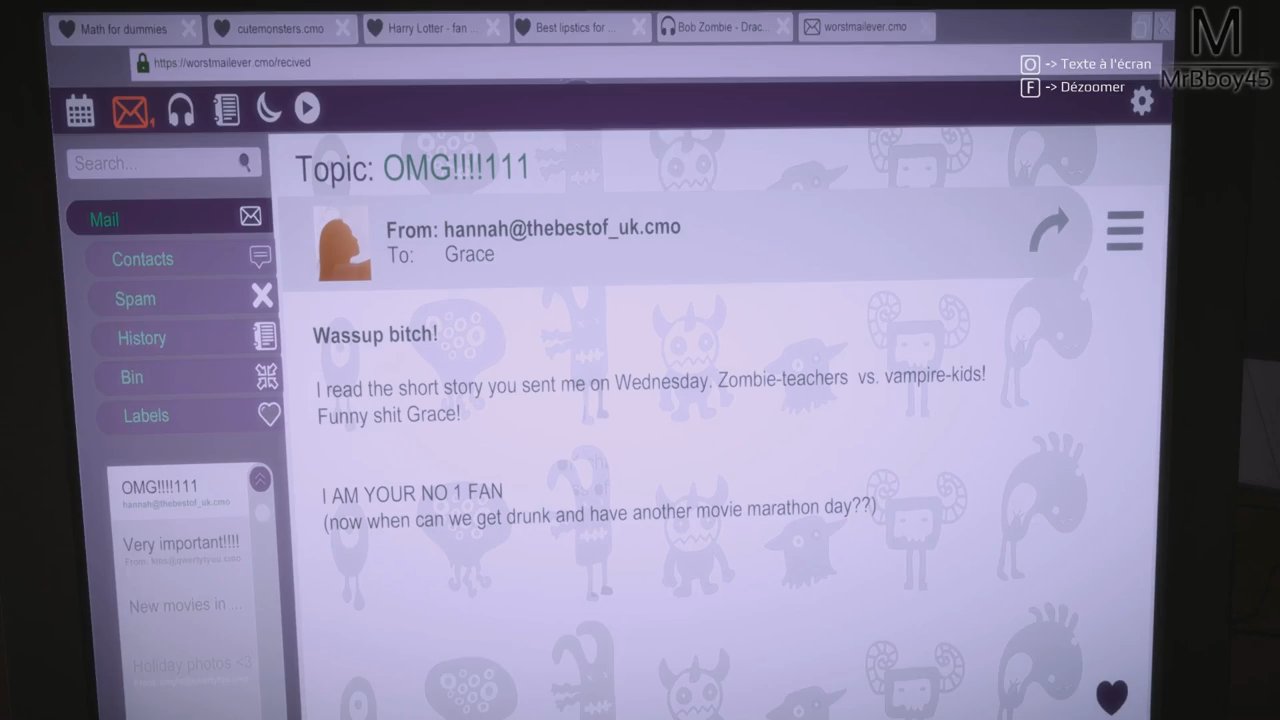 Math for dummies
cutemonsters.cmo
Harry Lotter - fan ...
Best lipstics for ...
Bob Zombie - Drac...
worstmailever.cmo
https://worstmailever.cmo/recived
O -> Texte à l'écran
F -> Dézoomer
M
MrBboy45
1
Search...
Topic: OMG!!!!111
From: hannah@thebestof_uk.cmo
To: Grace
Mail
Contacts
Spam
History
Bin
Labels
Wassup bitch!
I read the short story you sent me on Wednesday. Zombie-teachers vs. vampire-kids!
Funny shit Grace!
I AM YOUR NO 1 FAN
(now when can we get drunk and have another movie marathon day??)
OMG!!!!111
hannah@thebestof_uk.cmo
Very important!!!!
New movies in ...
Holiday photos <3